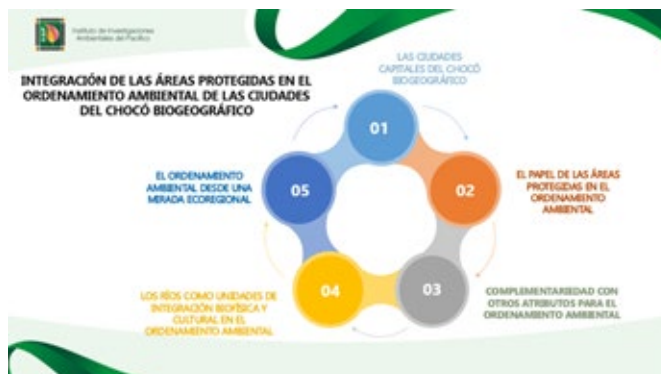 Instituto de Investigaciones
Ambientales del Pacífico
INTEGRACIÓN DE LAS ÁREAS PROTEGIDAS EN EL
ORDENAMIENTO AMBIENTAL DE LAS CIUDADES
DEL CHOCÓ BIOGEOGRÁFICO
LAS CIUDADES
CAPITALES DEL CHOCÓ
BIOGEOGRÁFICO
01
EL PAPEL DE LAS ÁREAS
PROTEGIDAS EN EL
ORDENAMIENTO
AMBIENTAL
02
COMPLEMENTARIEDAD CON
OTROS ATRIBUTOS PARA EL
ORDENAMIENTO AMBIENTAL
03
LOS RÍOS COMO UNIDADES DE
INTEGRACIÓN BIOFÍSICA Y
CULTURAL EN EL
ORDENAMIENTO AMBIENTAL
04
EL ORDENAMIENTO
AMBIENTAL DESDE UNA
MIRADA ECOREGIONAL
05